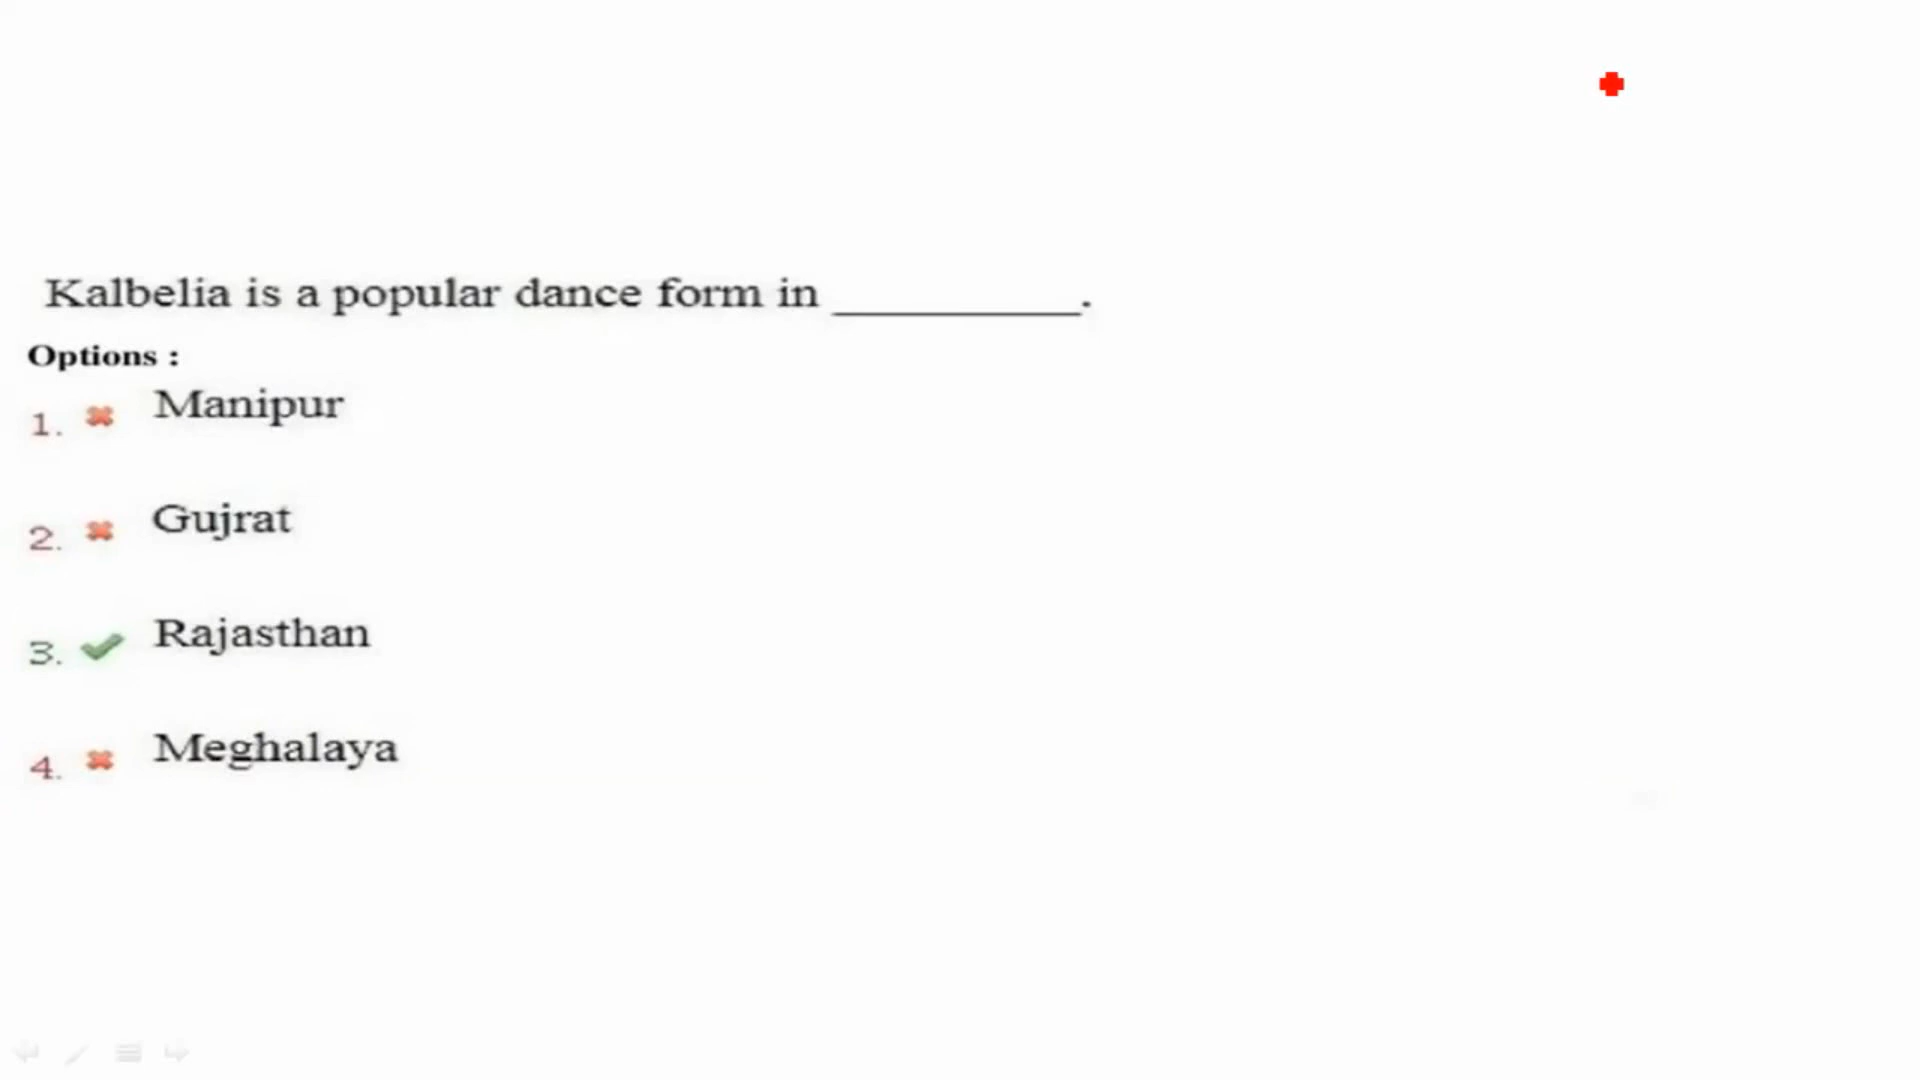 Kalbelia is a popular dance form in __________.
Options :
1. Manipur
2. Gujrat
3. Rajasthan
4. Meghalaya